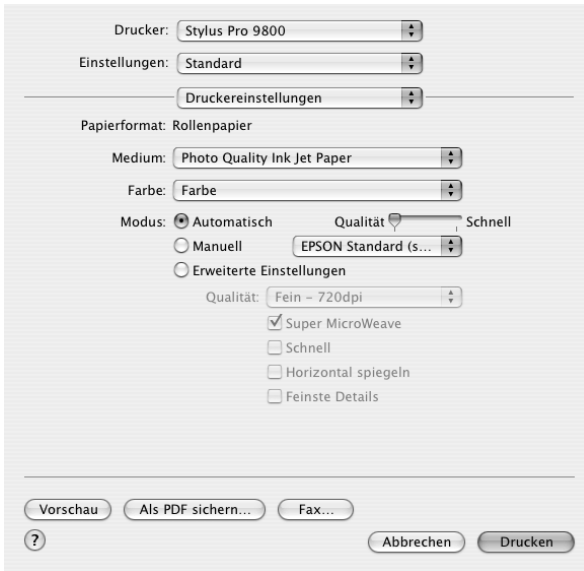 Drucker: Stylus Pro 9800
Einstellungen: Standard
Druckereinstellungen
Papierformat: Rollenpapier
Medium: Photo Quality Ink Jet Paper
Farbe: Farbe
Modus: Automatisch Qualität Schnell
Manuell EPSON Standard (s...
Erweiterte Einstellungen
Qualität: Fein – 720dpi
Super MicroWeave
Schnell
Horizontal spiegeln
Feinste Details
Vorschau Als PDF sichern... Fax...
? Abbrechen Drucken